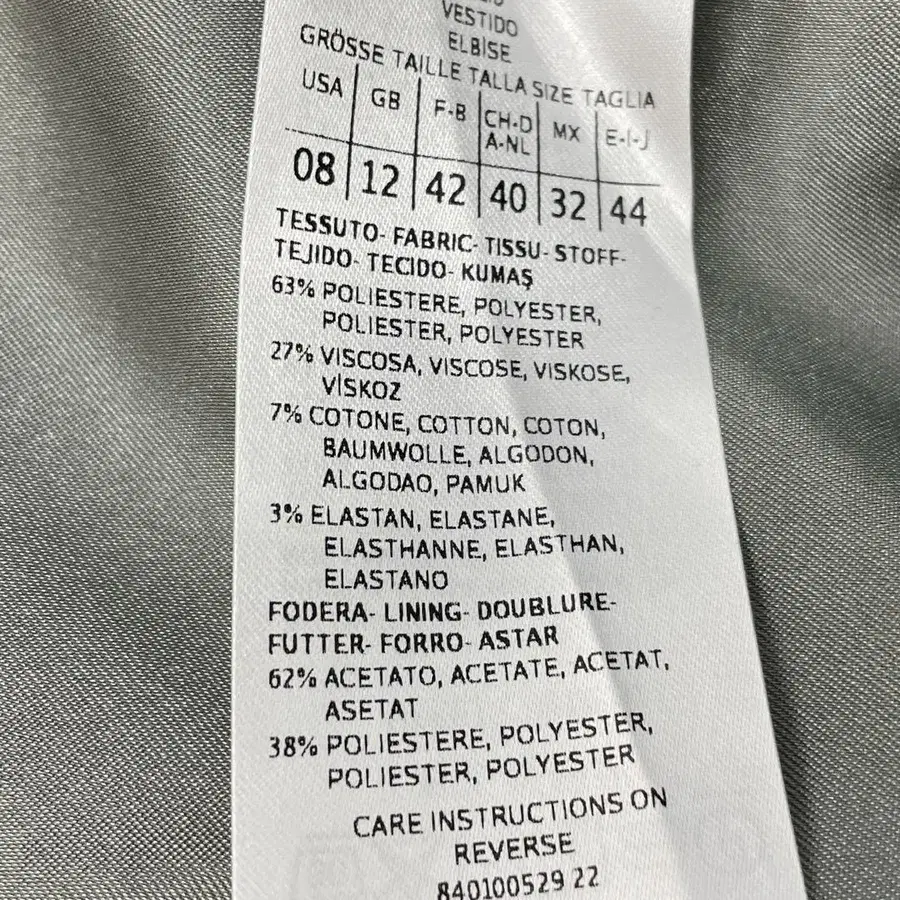 VESTIDO
ELBİSE
GRÖSSE TAILLE TALLA SIZE TAGLIA
USA GB F-B CH-D A-NL MX E-I-J
08 12 42 40 32 44
TESSUTO- FABRIC- TISSU- STOFF-
TEJIDO- TECIDO- KUMAŞ
63% POLIESTERE, POLYESTER,
POLIESTER, POLYESTER
27% VISCOSA, VISCOSE, VISKOSE,
VİSKOZ
7% COTONE, COTTON, COTON,
BAUMWOLLE, ALGODON,
ALGODAO, PAMUK
3% ELASTAN, ELASTANE,
ELASTHANNE, ELASTHAN,
ELASTANO
FODERA- LINING- DOUBLURE-
FUTTER- FORRO- ASTAR
62% ACETATO, ACETATE, ACETAT,
ASETAT
38% POLIESTERE, POLYESTER,
POLIESTER, POLYESTER
CARE INSTRUCTIONS ON
REVERSE
840100529 22